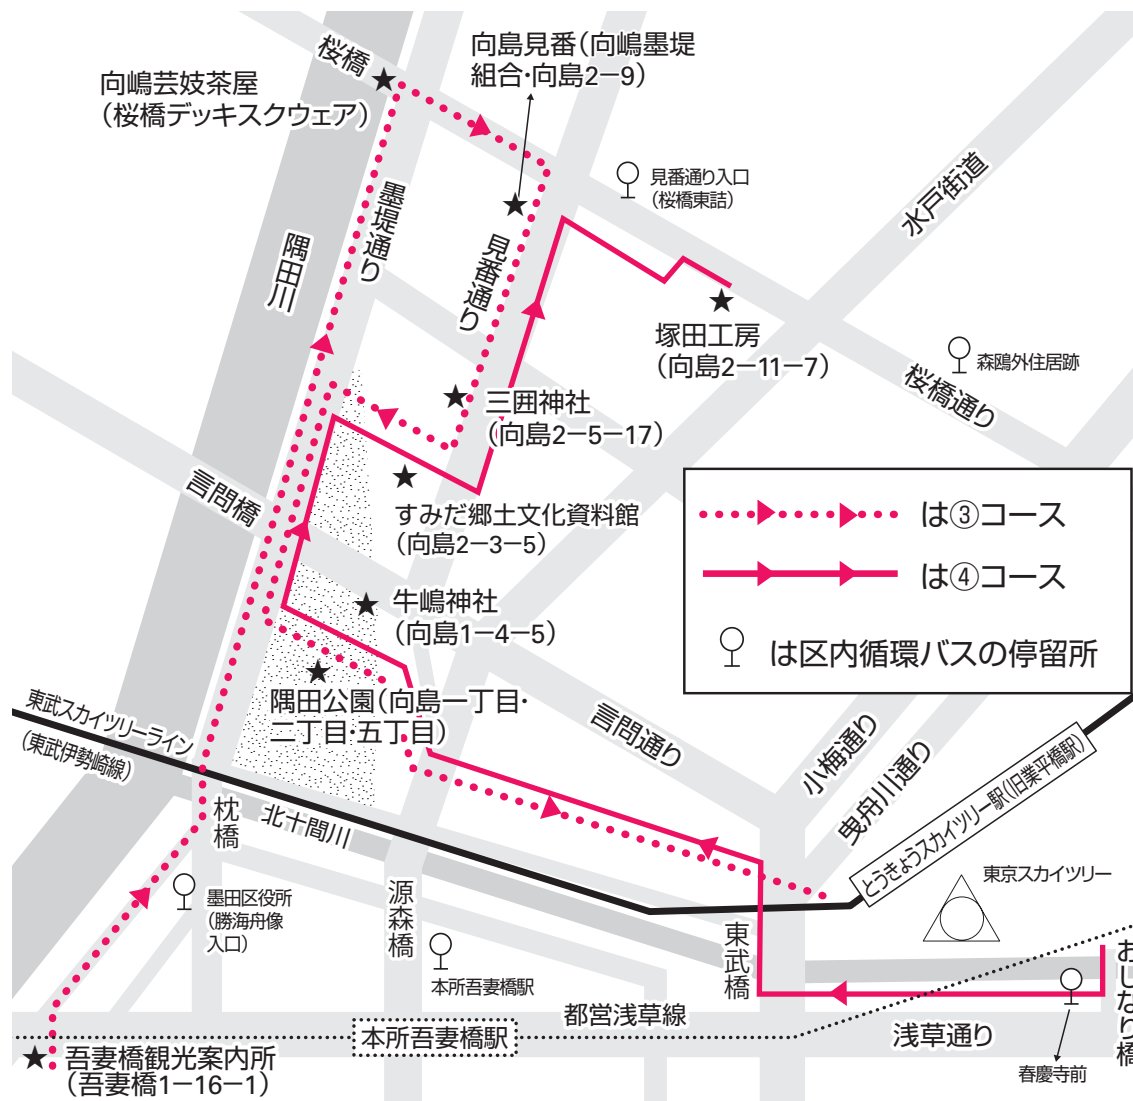 桜橋
向島見番(向嶋墨堤
組合・向島2−9)
向嶋芸妓茶屋
(桜橋デッキスクウェア)
見番通り入口
(桜橋東詰)
水戸街道
墨堤通り
見番通り
隅田川
塚田工房
(向島2−11−7)
森鴎外住居跡
桜橋通り
三囲神社
(向島2−5−17)
言問橋
すみだ郷土文化資料館
(向島2−3−5)
は③コース
は④コース
は区内循環バスの停留所
牛嶋神社
(向島1−4−5)
隅田公園(向島一丁目・
二丁目・五丁目)
言問通り
小梅通り
曳舟川通り
東武スカイツリーライン
(東武伊勢崎線)
とうきょうスカイツリー駅(旧業平橋駅)
枕橋
北十間川
東京スカイツリー
墨田区役所
(勝海舟像
入口)
源森橋
東武橋
本所吾妻橋駅
おしなり橋
都営浅草線
本所吾妻橋駅
浅草通り
吾妻橋観光案内所
(吾妻橋1−16−1)
春慶寺前